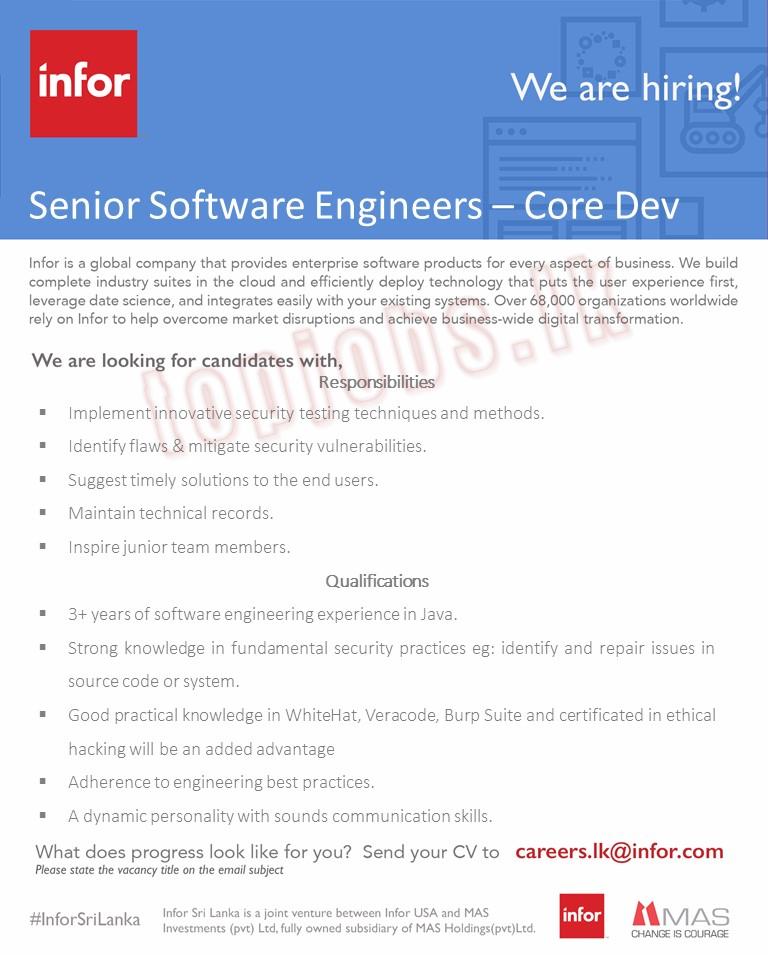 infor
We are hiring!
Senior Software Engineers – Core Dev
Infor is a global company that provides enterprise software products for every aspect of business. We build
complete industry suites in the cloud and efficiently deploy technology that puts the user experience first,
leverage date science, and integrates easily with your existing systems. Over 68,000 organizations worldwide
rely on Infor to help overcome market disruptions and achieve business-wide digital transformation.
topjobs.lk
We are looking for candidates with,
Responsibilities
▪ Implement innovative security testing techniques and methods.
▪ Identify flaws & mitigate security vulnerabilities.
▪ Suggest timely solutions to the end users.
▪ Maintain technical records.
▪ Inspire junior team members.
Qualifications
▪ 3+ years of software engineering experience in Java.
▪ Strong knowledge in fundamental security practices eg: identify and repair issues in
source code or system.
▪ Good practical knowledge in WhiteHat, Veracode, Burp Suite and certificated in ethical
hacking will be an added advantage
▪ Adherence to engineering best practices.
▪ A dynamic personality with sounds communication skills.
What does progress look like for you? Send your CV to careers.lk@infor.com
Please state the vacancy title on the email subject
#InforSriLanka
Infor Sri Lanka is a joint venture between Infor USA and MAS
Investments (pvt) Ltd, fully owned subsidiary of MAS Holdings(pvt)Ltd.
infor
MAS
CHANGE IS COURAGE